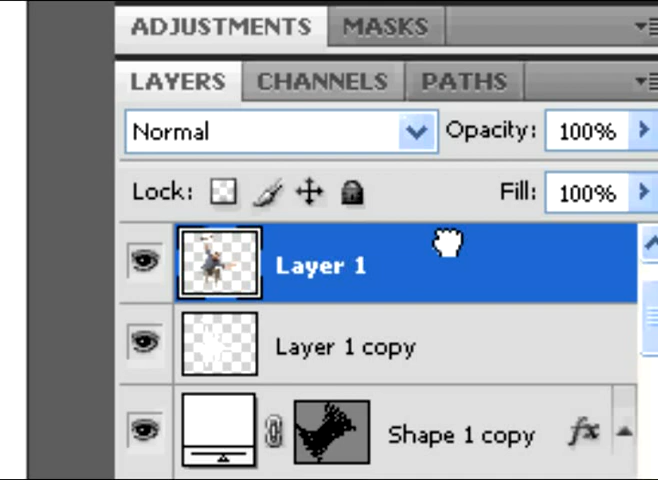 ADJUSTMENTS MASKS
LAYERS CHANNELS PATHS
Normal Opacity: 100%
Lock: Fill: 100%
Layer 1
Layer 1 copy
Shape 1 copy fx